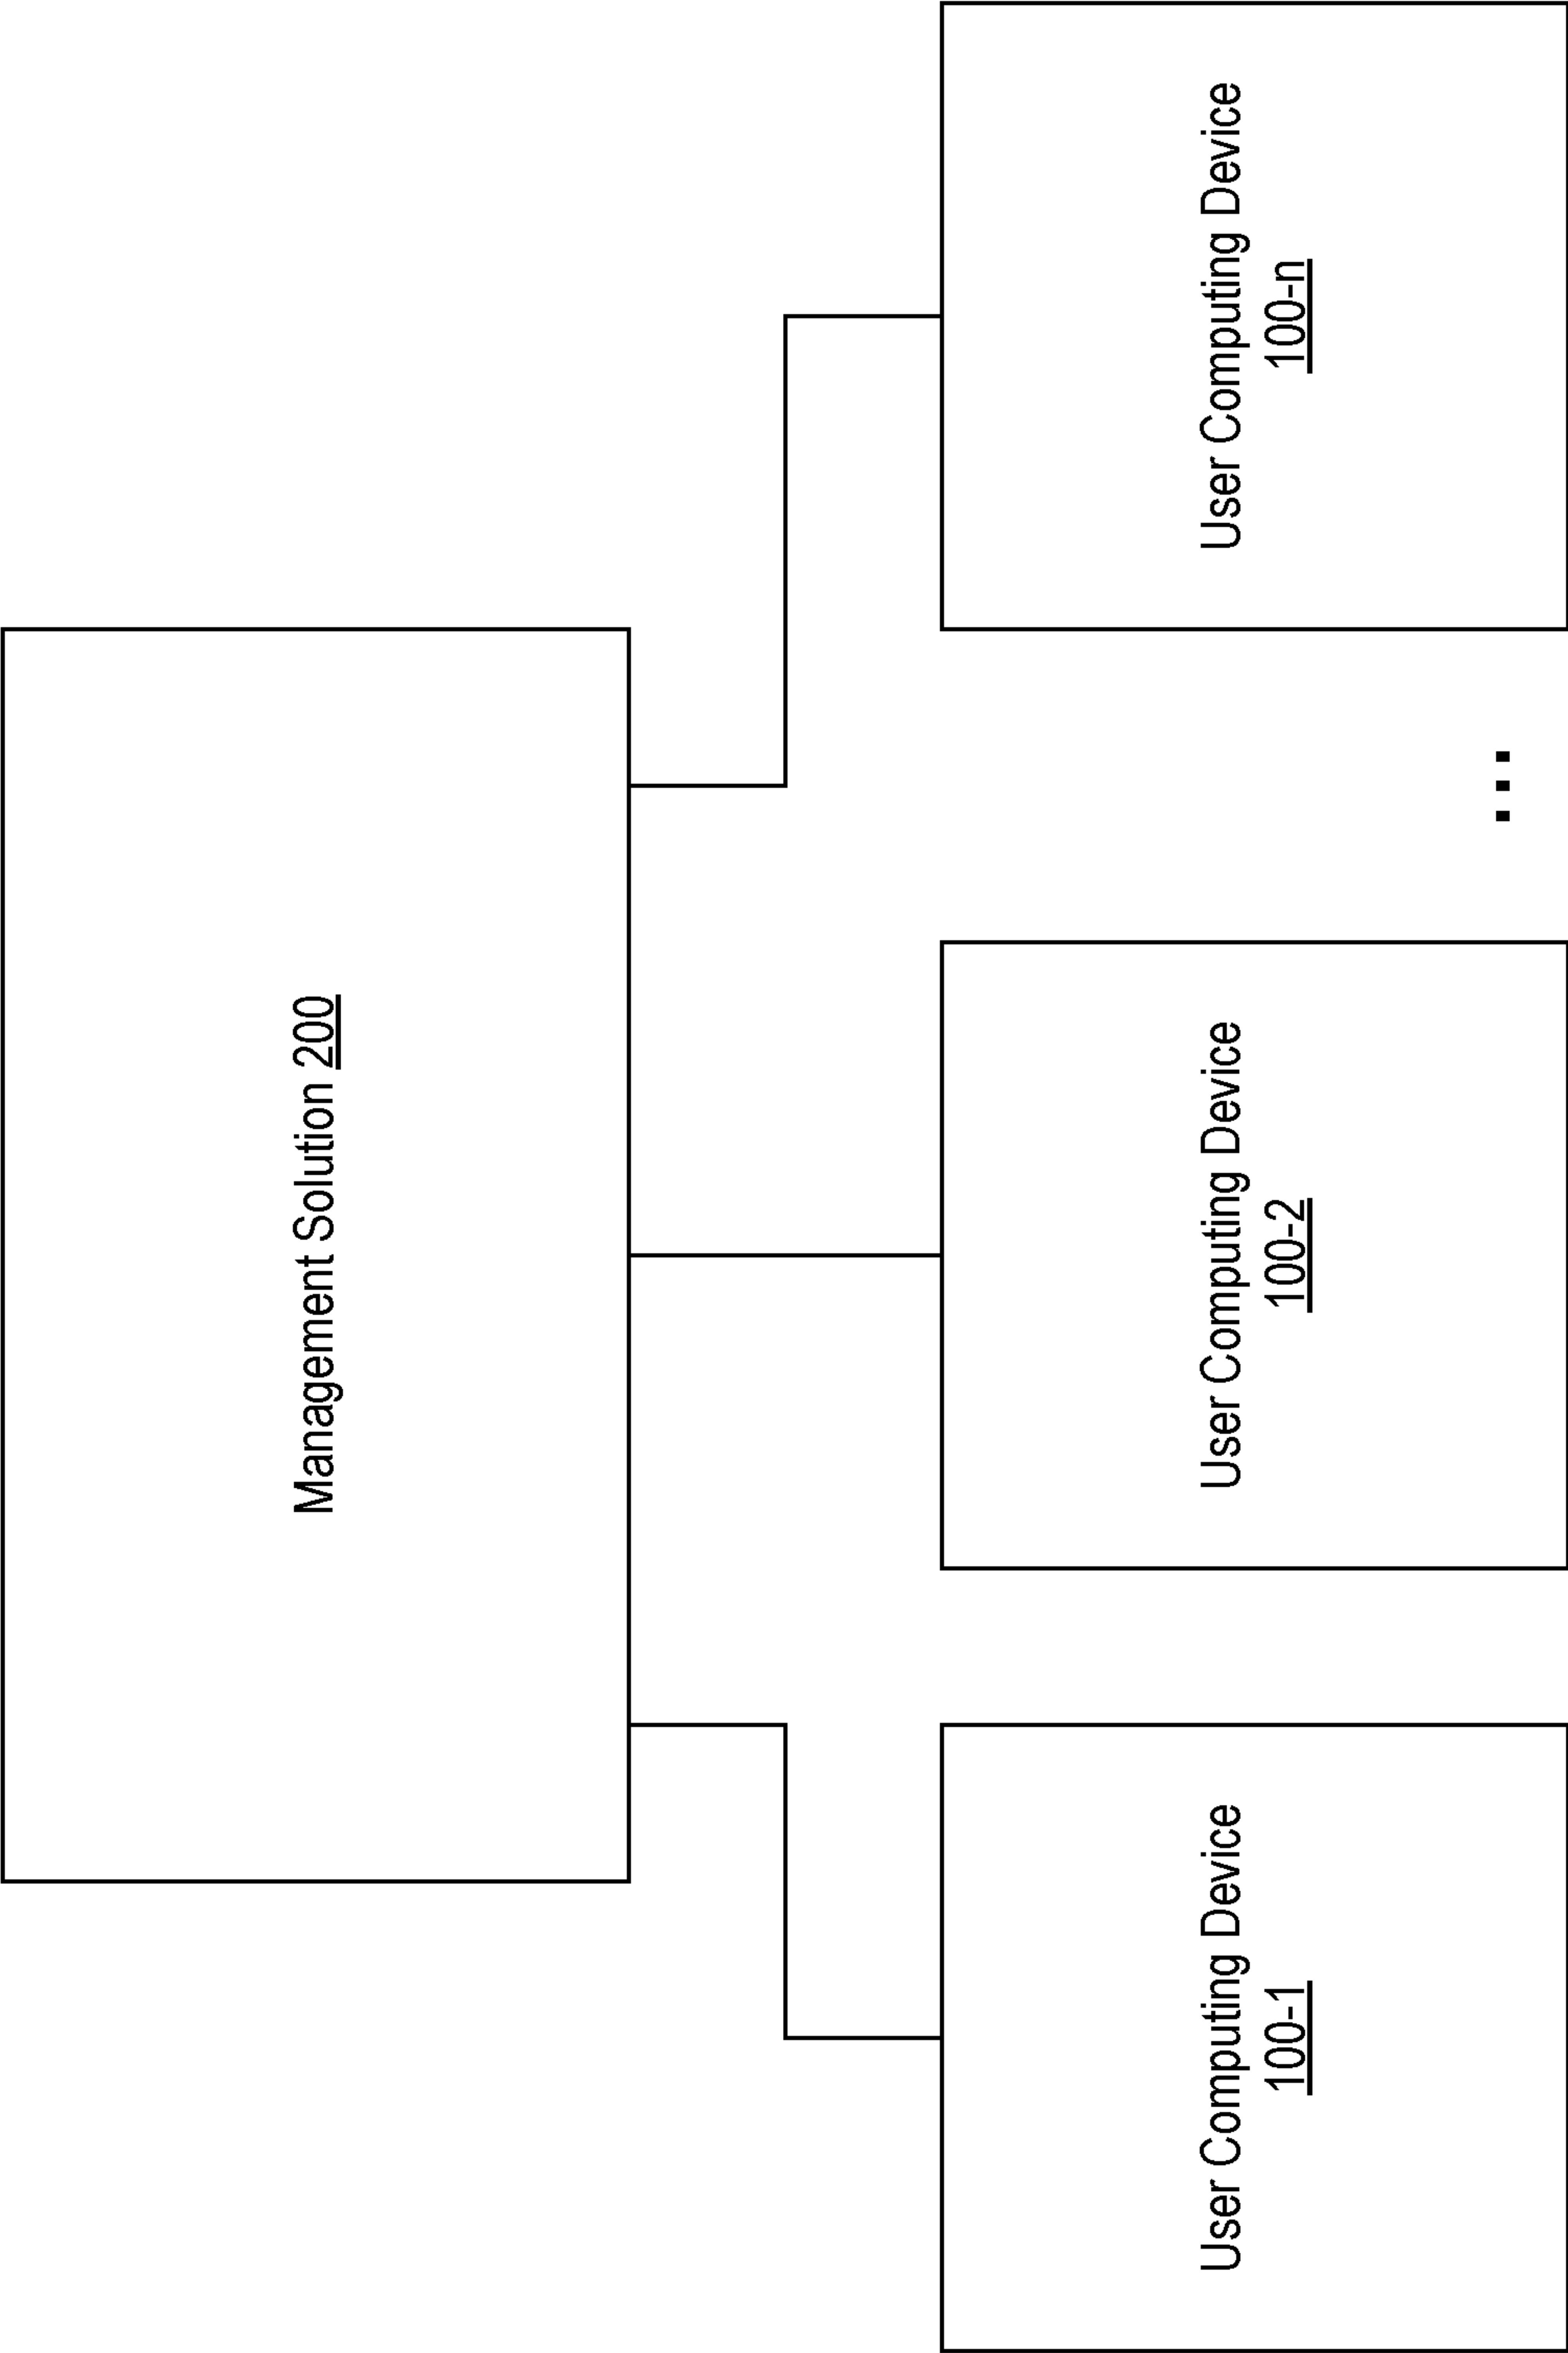 Management Solution 200
User Computing Device
100-1
User Computing Device
100-2
...
User Computing Device
100-n